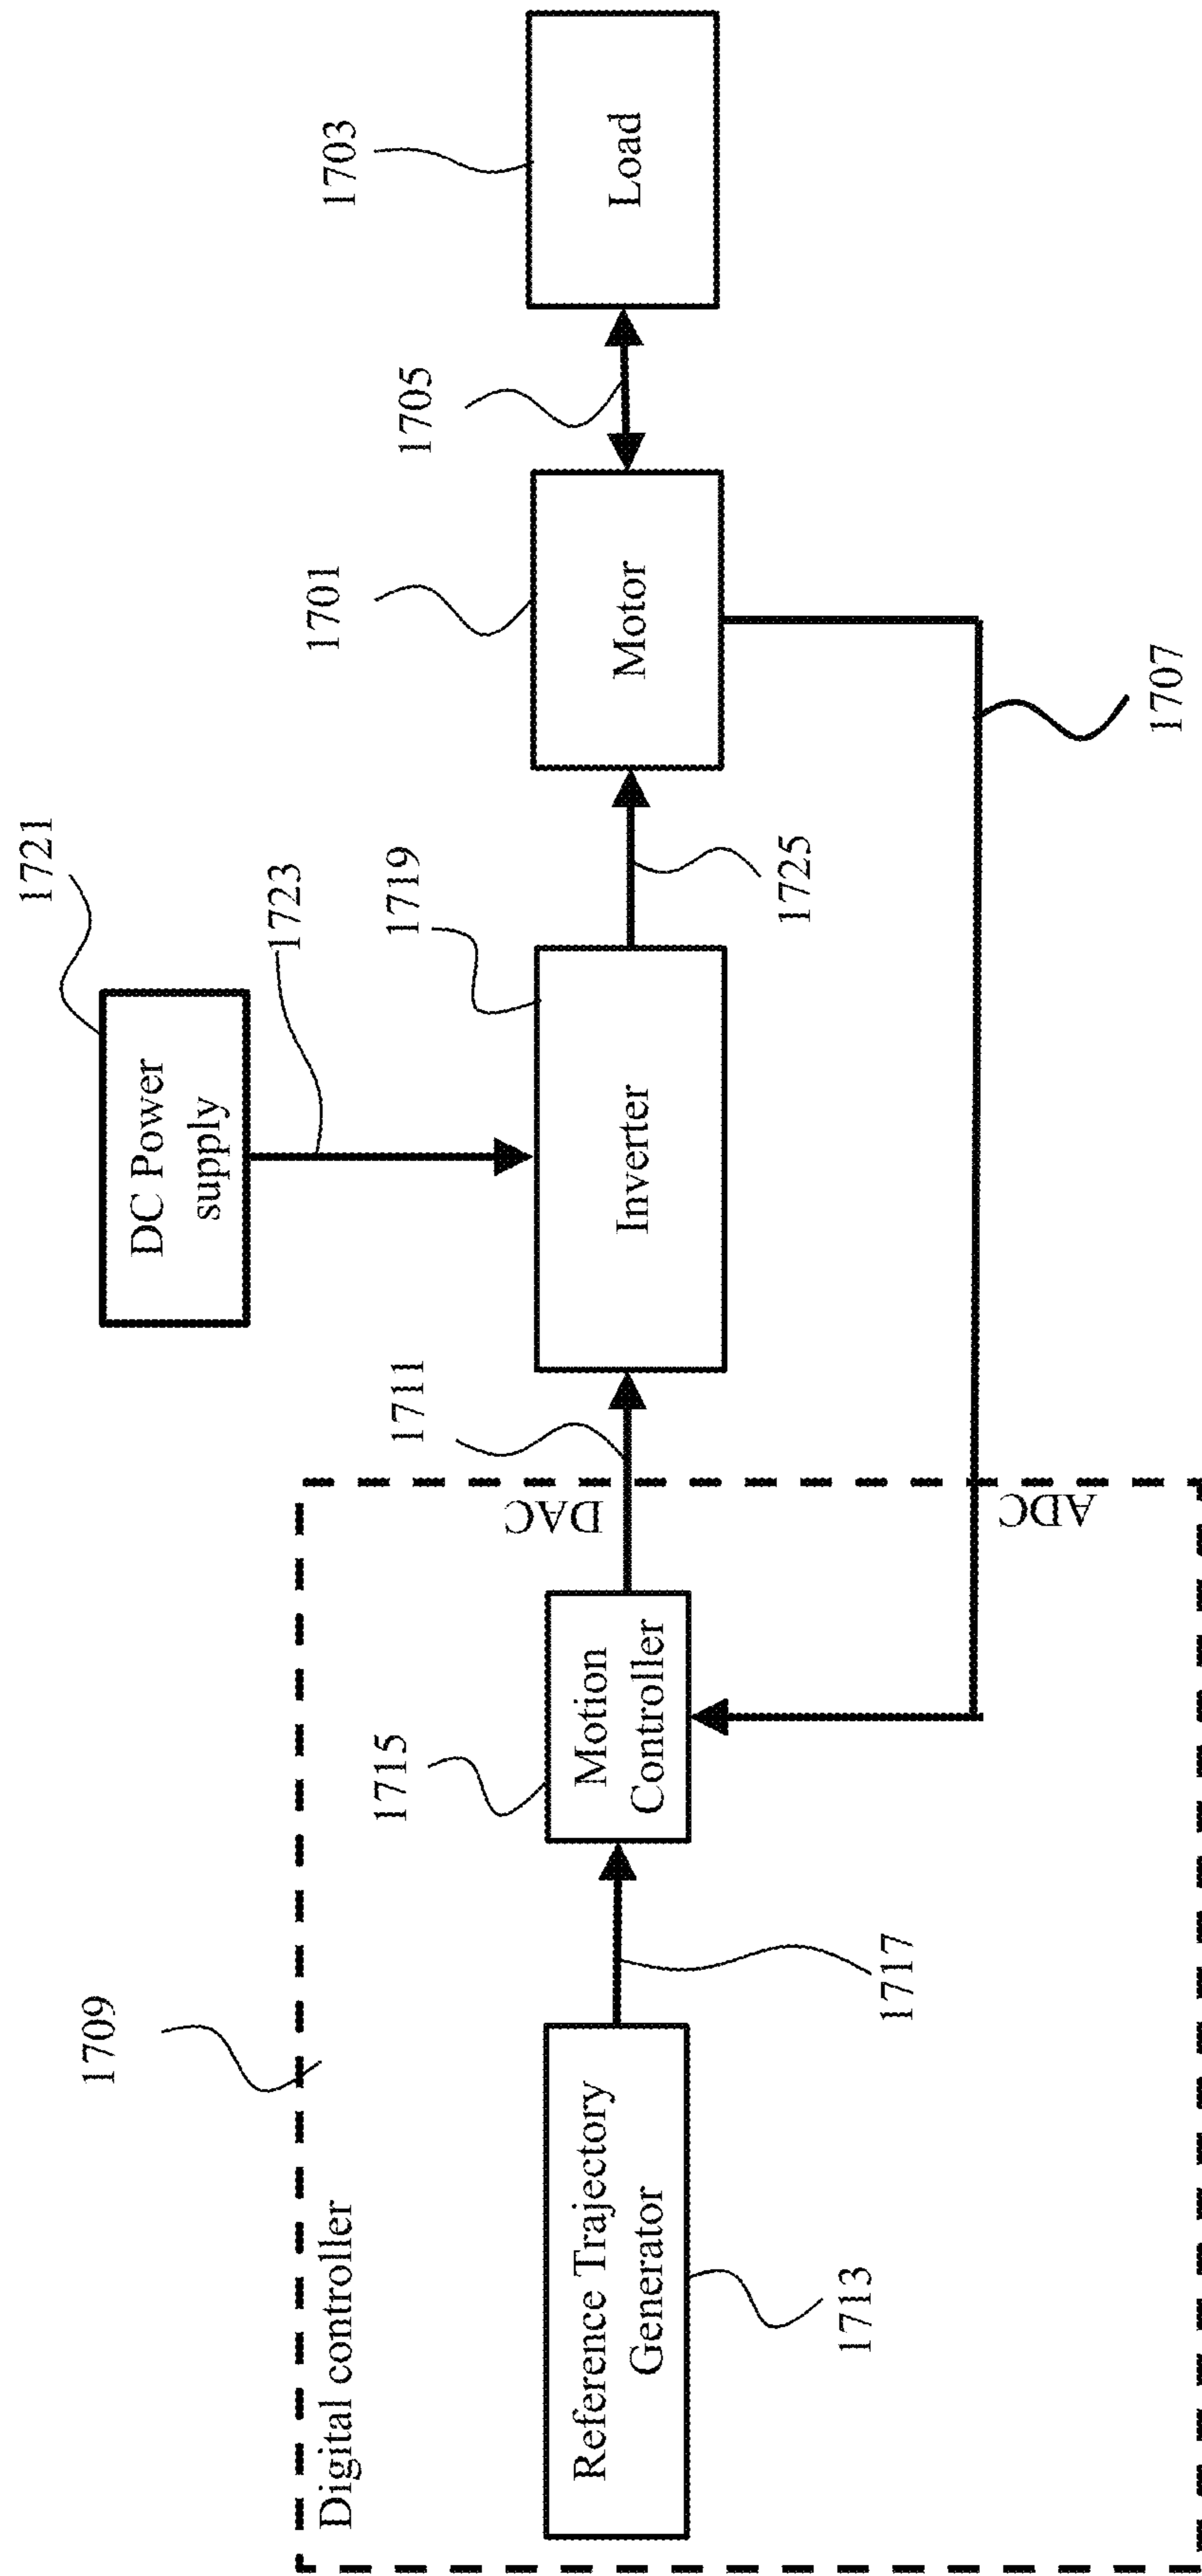 1721
DC Power
supply
1723
1709
Digital controller
1715
1711
1719
1701
1705
1703
Reference Trajectory
Generator
Motion
Controller
DAC
Inverter
Motor
Load
1713
1717
1725
ADC
1707